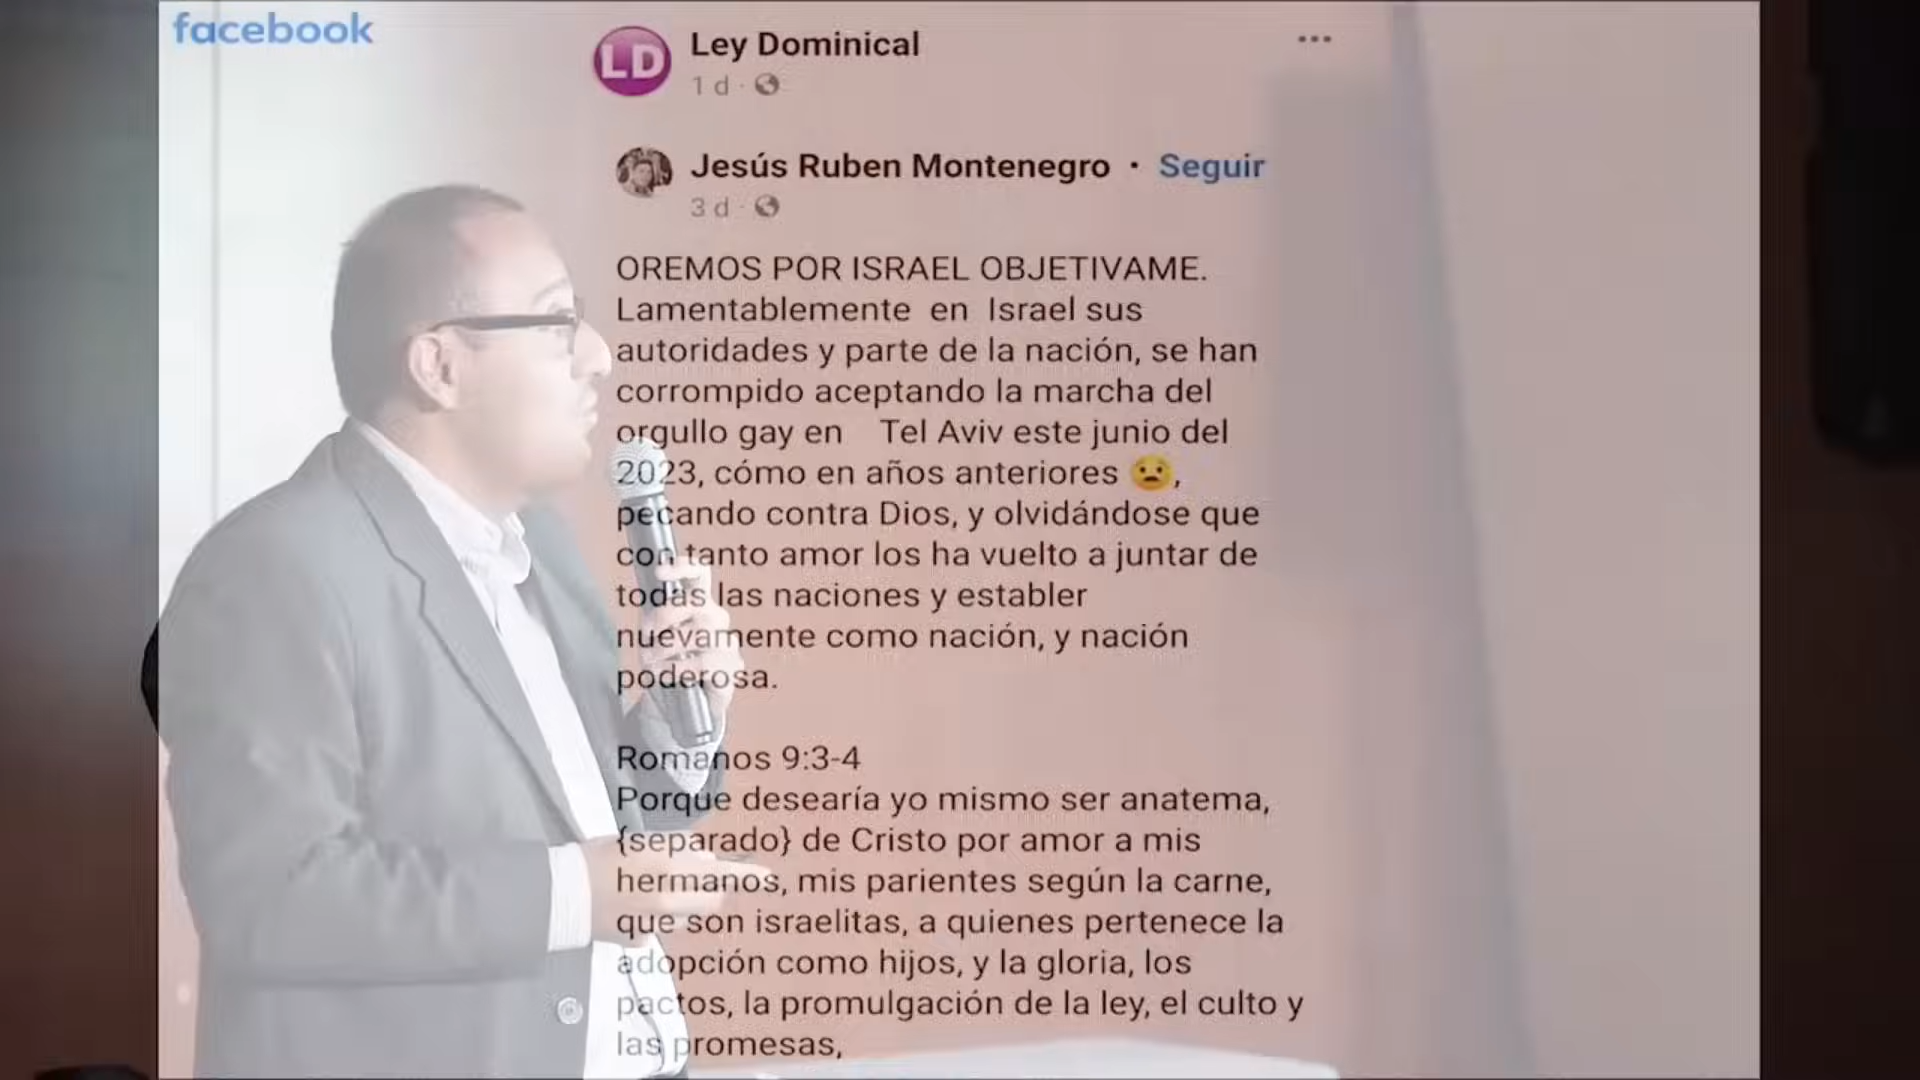 facebook
LD
Ley Dominical
1 d ·
Jesús Ruben Montenegro · Seguir
3 d ·
OREMOS POR ISRAEL OBJETIVAME.
Lamentablemente en Israel sus
autoridades y parte de la nación, se han
corrompido aceptando la marcha del
orgullo gay en Tel Aviv este junio del
2023, cómo en años anteriores 😟,
pecando contra Dios, y olvidándose que
con tanto amor los ha vuelto a juntar de
todas las naciones y establer
nuevamente como nación, y nación
poderosa.
Romanos 9:3-4
Porque desearía yo mismo ser anatema,
{separado} de Cristo por amor a mis
hermanos, mis parientes según la carne,
que son israelitas, a quienes pertenece la
adopción como hijos, y la gloria, los
pactos, la promulgación de la ley, el culto y
las promesas,